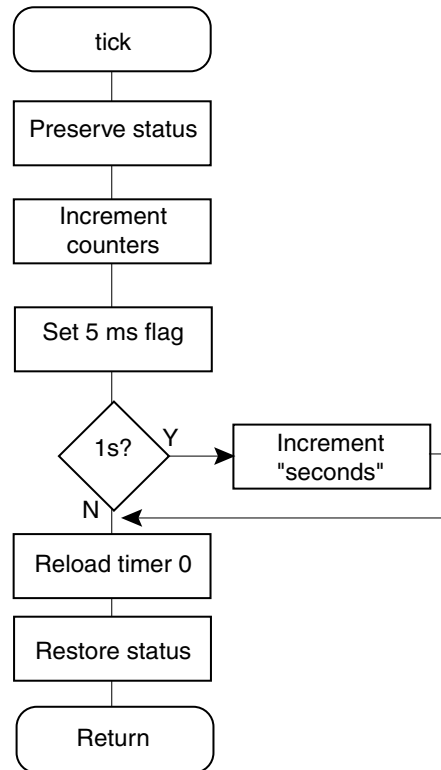 tick
Preserve status
Increment
counters
Set 5 ms flag
1s?
Y
Increment
"seconds"
N
Reload timer 0
Restore status
Return